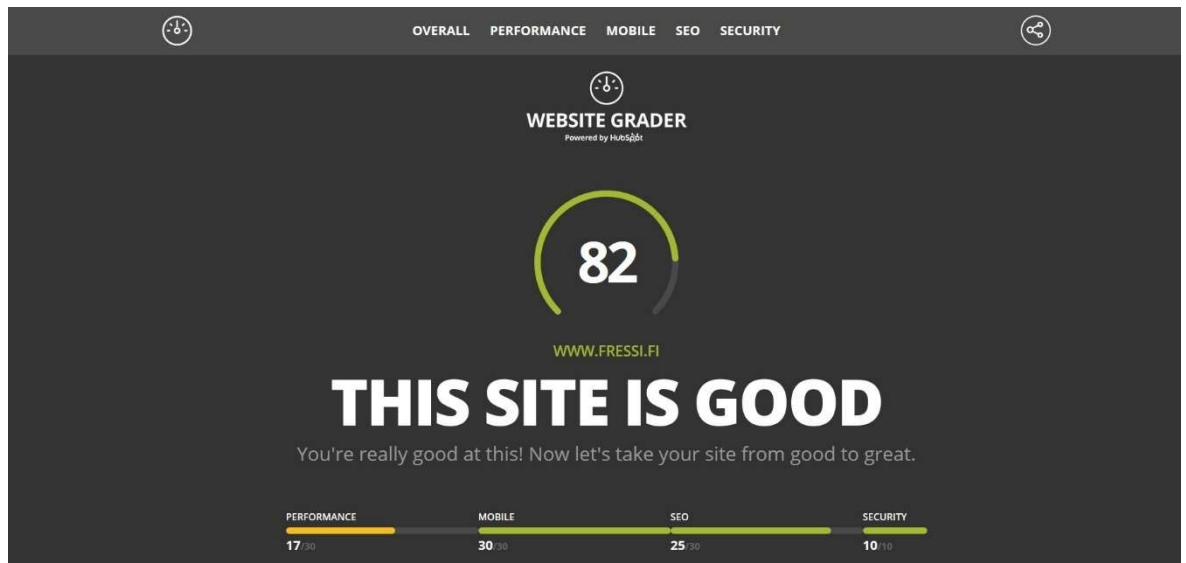 OVERALL PERFORMANCE MOBILE SEO SECURITY
WEBSITE GRADER
Powered by HubSpot
82
WWW.FRESSI.FI
THIS SITE IS GOOD
You're really good at this! Now let's take your site from good to great.
PERFORMANCE MOBILE SEO SECURITY
17/30 30/30 25/30 10/10